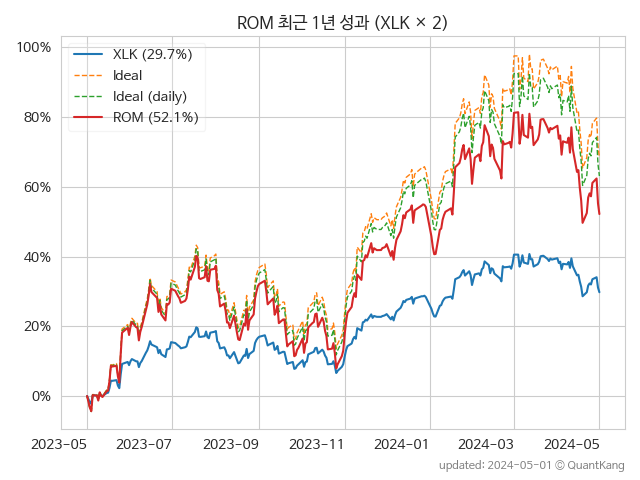 ROM 최근 1년 성과 (XLK × 2)
100%
80%
60%
40%
20%
0%
XLK (29.7%)
Ideal
Ideal (daily)
ROM (52.1%)
2023-05
2023-07
2023-09
2023-11
2024-01
2024-03
2024-05
updated: 2024-05-01 © QuantKang